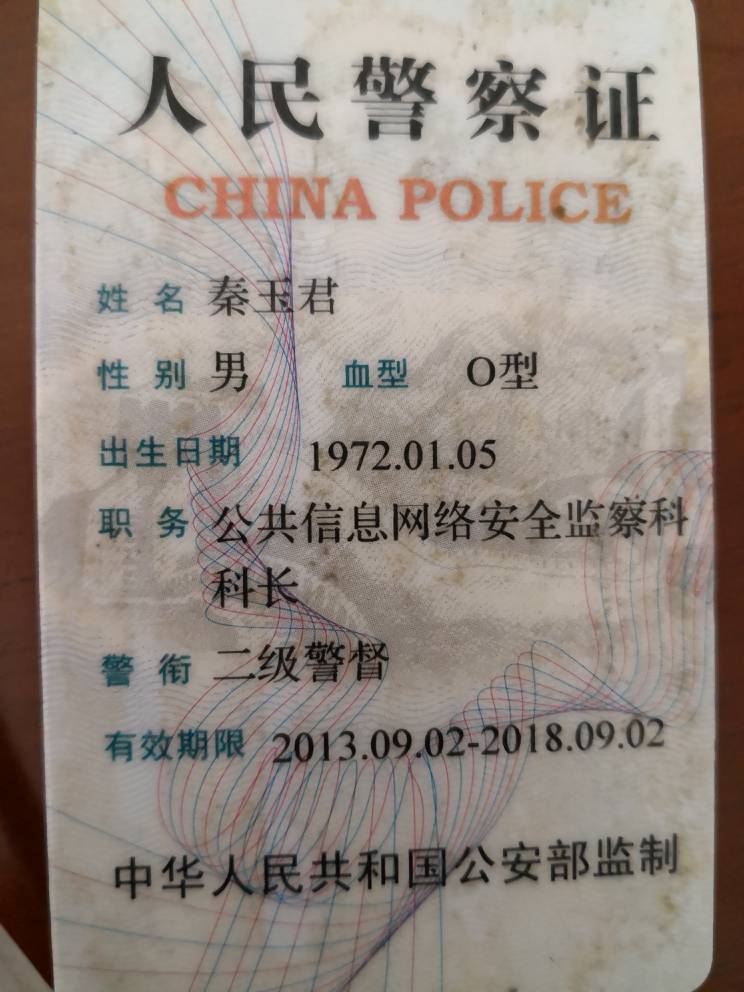 人民警察证
CHINA POLICE
姓 名 秦玉君
性 别 男 血型 O型
出生日期 1972.01.05
职 务 公共信息网络安全监察科
科长
警 衔 二级警督
有效期限 2013.09.02-2018.09.02
中华人民共和国公安部监制